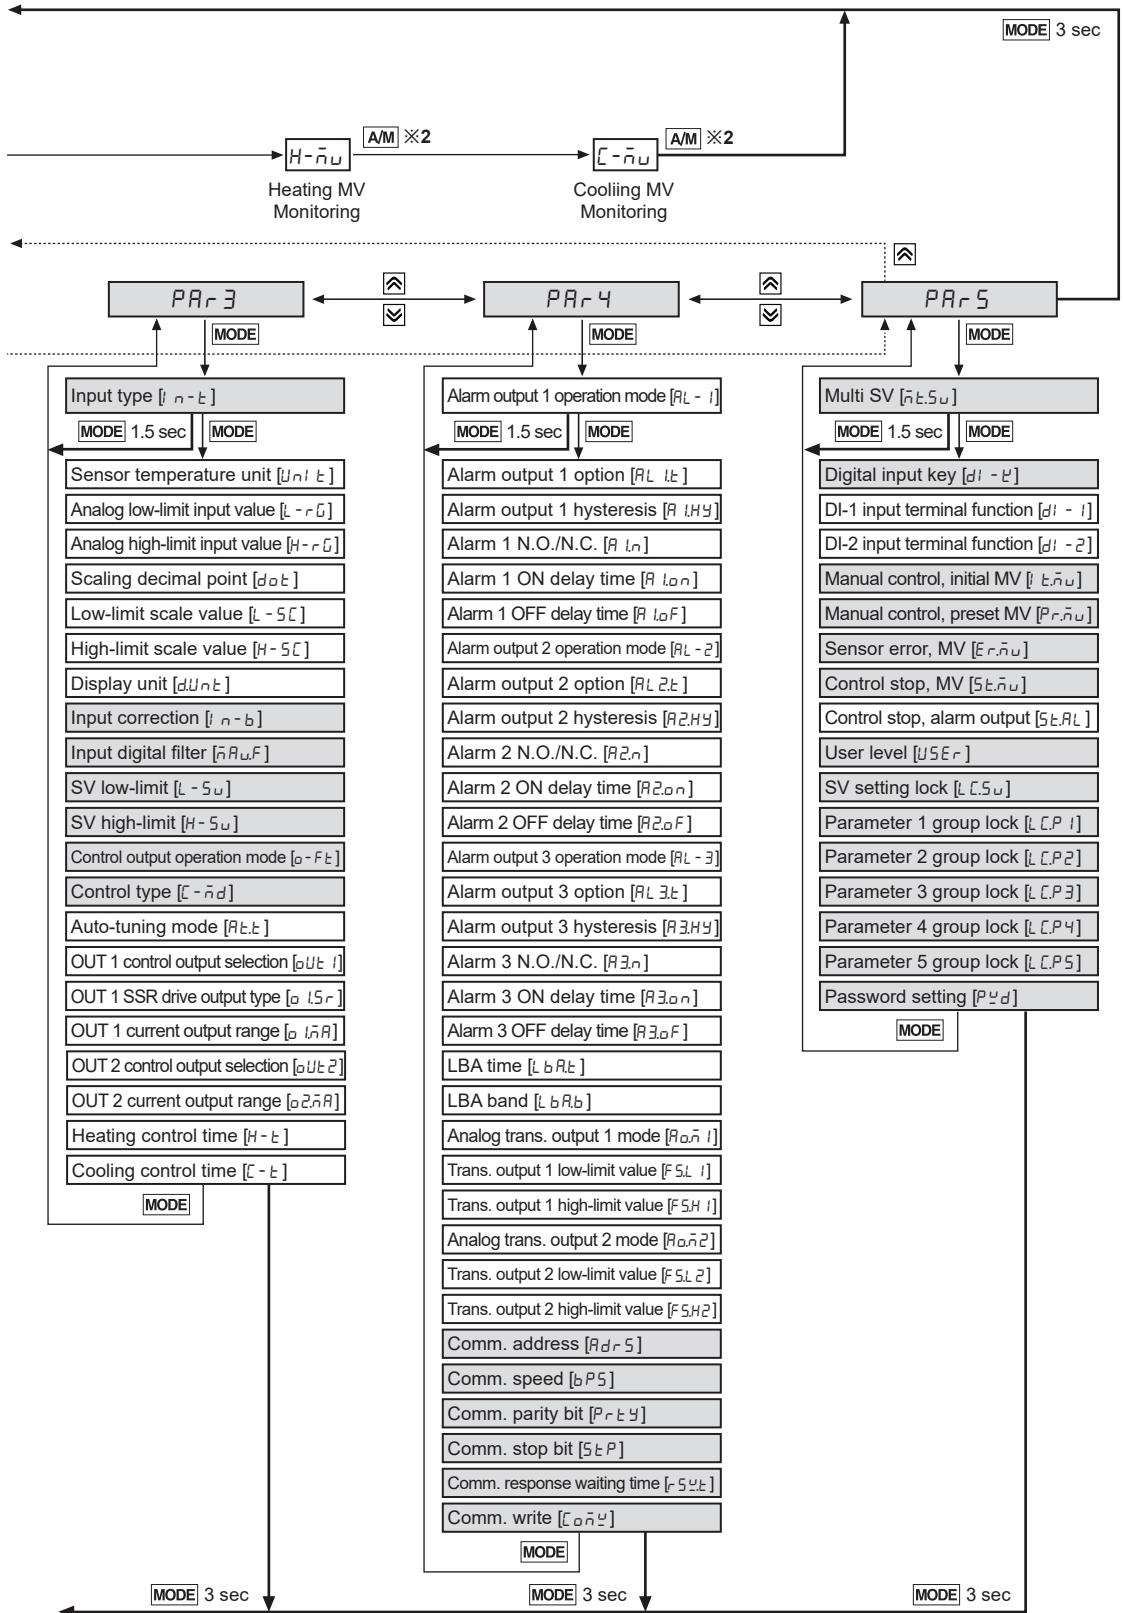 MODE 3 sec
A/M ※2
A/M ※2
H-mv
C-mv
Heating MV
Monitoring
Cooliing MV
Monitoring
PAr3
PAr4
PAr5
MODE
MODE
MODE
Input type [In-t]
MODE 1.5 sec MODE
Sensor temperature unit [UnIt]
Analog low-limit input value [L-rG]
Analog high-limit input value [H-rG]
Scaling decimal point [dot]
Low-limit scale value [L-SC]
High-limit scale value [H-SC]
Display unit [d.Unt]
Input correction [In-b]
Input digital filter [mAv.F]
SV low-limit [L-Sv]
SV high-limit [H-Sv]
Control output operation mode [o-Ft]
Control type [C-md]
Auto-tuning mode [At.t]
OUT 1 control output selection [oUt1]
OUT 1 SSR drive output type [o1.Sr]
OUT 1 current output range [o1.mA]
OUT 2 control output selection [oUt2]
OUT 2 current output range [o2.mA]
Heating control time [H-t]
Cooling control time [C-t]
MODE
MODE 3 sec
Alarm output 1 operation mode [AL-1]
MODE 1.5 sec MODE
Alarm output 1 option [AL1.t]
Alarm output 1 hysteresis [A1.HY]
Alarm 1 N.O./N.C. [A1.n]
Alarm 1 ON delay time [A1.on]
Alarm 1 OFF delay time [A1.oF]
Alarm output 2 operation mode [AL-2]
Alarm output 2 option [AL2.t]
Alarm output 2 hysteresis [A2.HY]
Alarm 2 N.O./N.C. [A2.n]
Alarm 2 ON delay time [A2.on]
Alarm 2 OFF delay time [A2.oF]
Alarm output 3 operation mode [AL-3]
Alarm output 3 option [AL3.t]
Alarm output 3 hysteresis [A3.HY]
Alarm 3 N.O./N.C. [A3.n]
Alarm 3 ON delay time [A3.on]
Alarm 3 OFF delay time [A3.oF]
LBA time [LbA.t]
LBA band [LbA.b]
Analog trans. output 1 mode [Ao.m1]
Trans. output 1 low-limit value [FS.L1]
Trans. output 1 high-limit value [FS.H1]
Analog trans. output 2 mode [Ao.m2]
Trans. output 2 low-limit value [FS.L2]
Trans. output 2 high-limit value [FS.H2]
Comm. address [AdrS]
Comm. speed [bPS]
Comm. parity bit [PrtY]
Comm. stop bit [StP]
Comm. response waiting time [rSW.t]
Comm. write [ComW]
MODE
MODE 3 sec
Multi SV [mt.Sv]
MODE 1.5 sec MODE
Digital input key [dI-K]
DI-1 input terminal function [dI-1]
DI-2 input terminal function [dI-2]
Manual control, initial MV [It.mv]
Manual control, preset MV [Pr.mv]
Sensor error, MV [Er.mv]
Control stop, MV [St.mv]
Control stop, alarm output [St.AL]
User level [USEr]
SV setting lock [LC.Sv]
Parameter 1 group lock [LC.P1]
Parameter 2 group lock [LC.P2]
Parameter 3 group lock [LC.P3]
Parameter 4 group lock [LC.P4]
Parameter 5 group lock [LC.P5]
Password setting [PWd]
MODE
MODE 3 sec